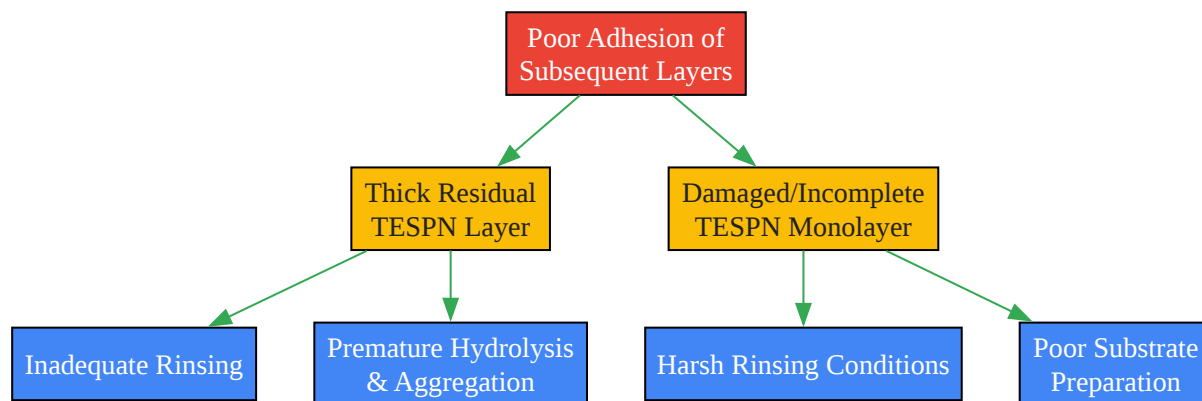 Poor Adhesion of
Subsequent Layers
Thick Residual
TESPN Layer
Damaged/Incomplete
TESPN Monolayer
Inadequate Rinsing
Premature Hydrolysis
& Aggregation
Harsh Rinsing Conditions
Poor Substrate
Preparation